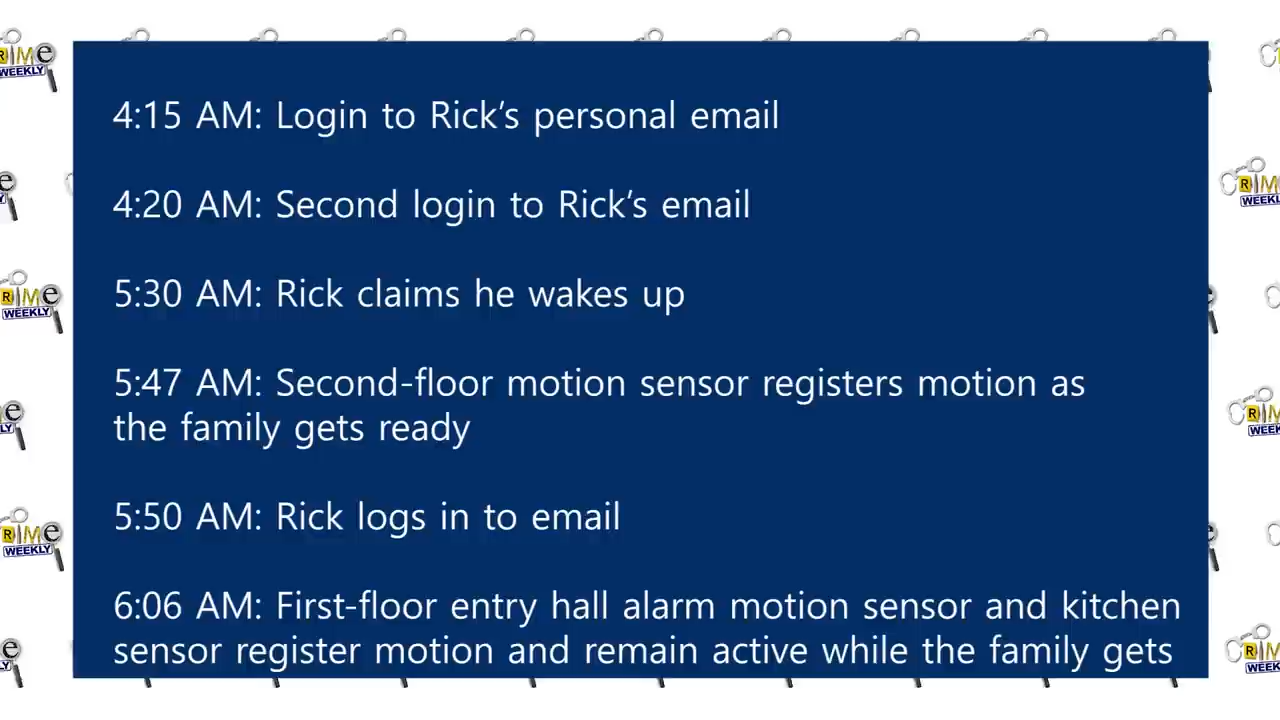 4:15 AM: Login to Rick's personal email
4:20 AM: Second login to Rick's email
5:30 AM: Rick claims he wakes up
5:47 AM: Second-floor motion sensor registers motion as
the family gets ready
5:50 AM: Rick logs in to email
6:06 AM: First-floor entry hall alarm motion sensor and kitchen
sensor register motion and remain active while the family gets
CRIMe
WEEKLY